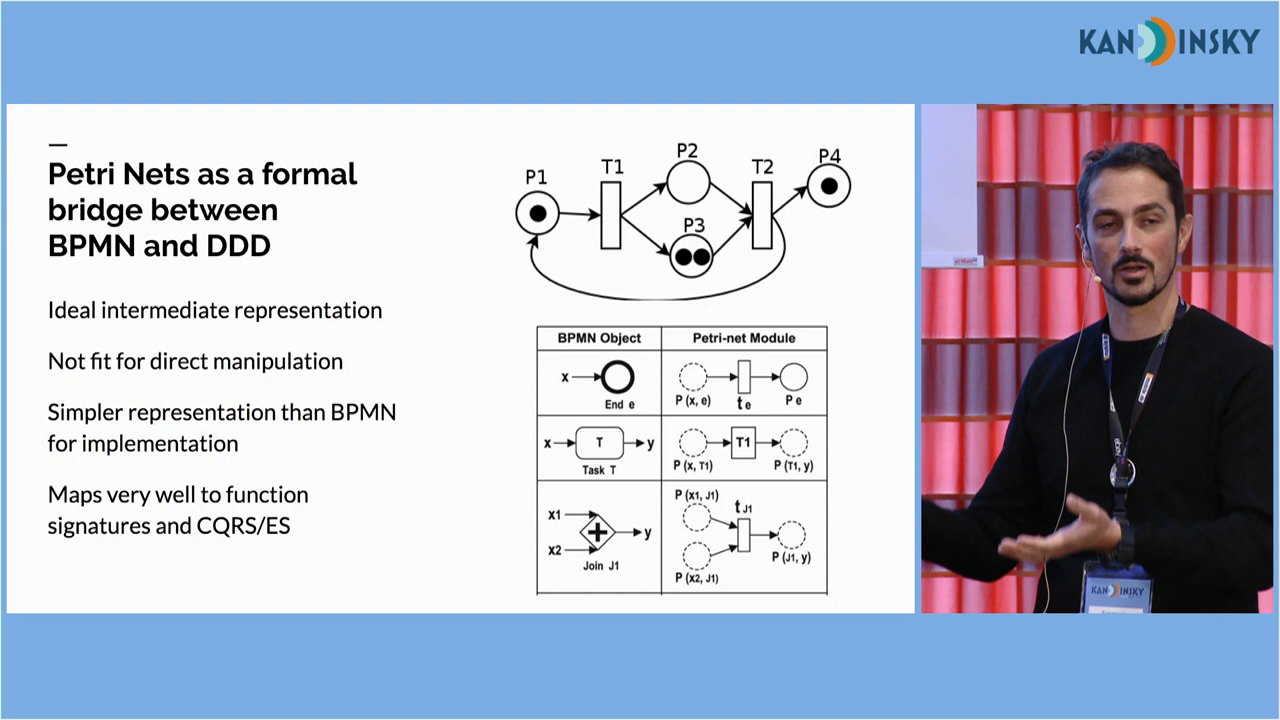 KANDINSKY
Petri Nets as a formal
bridge between
BPMN and DDD
Ideal intermediate representation
Not fit for direct manipulation
Simpler representation than BPMN
for implementation
Maps very well to function
signatures and CQRS/ES
P1
T1
P2
P3
T2
P4
BPMN Object
Petri-net Module
x
End e
P (x, e)
te
P e
x
T
y
Task T
P (x, T1)
T1
P (T1, y)
x1
x2
y
Join J1
P (x1, J1)
P (x2, J1)
tJ1
P (J1, y)
KANDINSKY